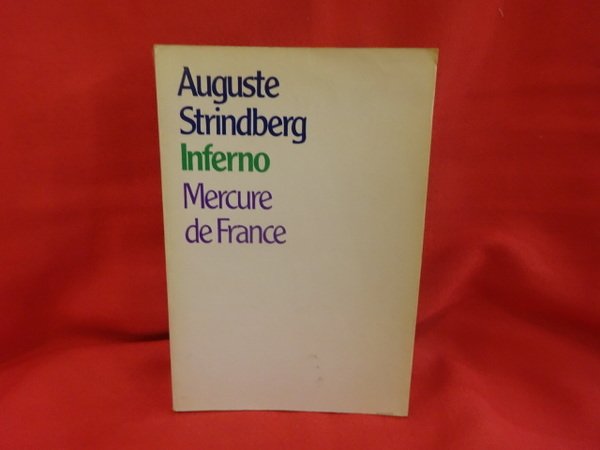 Auguste
Strindberg
Inferno
Mercure
de France